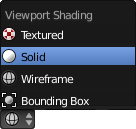 Viewport Shading
Textured
Solid
Wireframe
Bounding Box